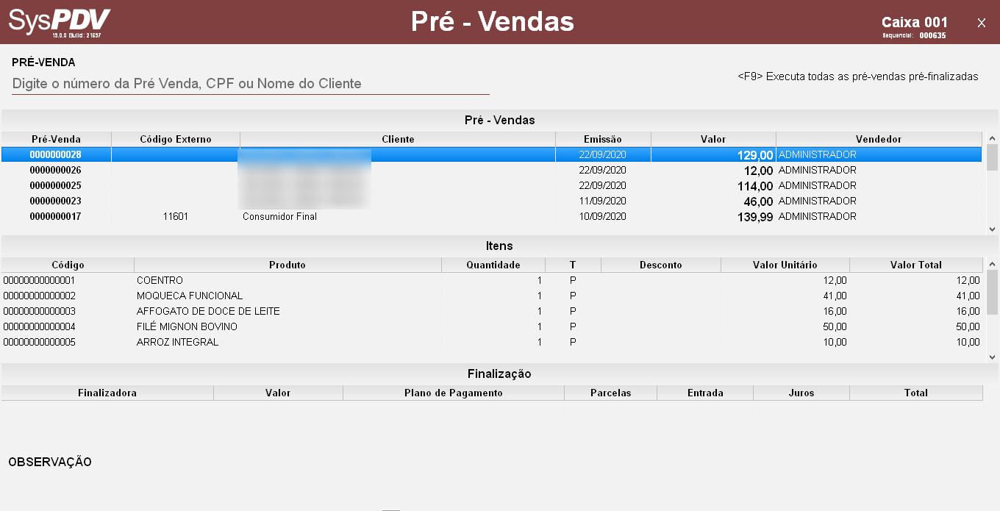 SysPDV
19.0.0 Build: 21697
Pré - Vendas
Caixa 001
Sequencial: 000635
X
PRÉ-VENDA
Digite o número da Pré Venda, CPF ou Nome do Cliente
<F9> Executa todas as pré-vendas pré-finalizadas
Pré - Vendas
Pré-Venda Código Externo Cliente Emissão Valor Vendedor
0000000028 22/09/2020 129,00 ADMINISTRADOR
0000000026 22/09/2020 12,00 ADMINISTRADOR
0000000025 22/09/2020 114,00 ADMINISTRADOR
0000000023 11/09/2020 46,00 ADMINISTRADOR
0000000017 11601 Consumidor Final 10/09/2020 139,99 ADMINISTRADOR
Itens
Código Produto Quantidade T Desconto Valor Unitário Valor Total
00000000000001 COENTRO 1 P 12,00 12,00
00000000000002 MOQUECA FUNCIONAL 1 P 41,00 41,00
00000000000003 AFFOGATO DE DOCE DE LEITE 1 P 16,00 16,00
00000000000004 FILÉ MIGNON BOVINO 1 P 50,00 50,00
00000000000005 ARROZ INTEGRAL 1 P 10,00 10,00
Finalização
Finalizadora Valor Plano de Pagamento Parcelas Entrada Juros Total
OBSERVAÇÃO